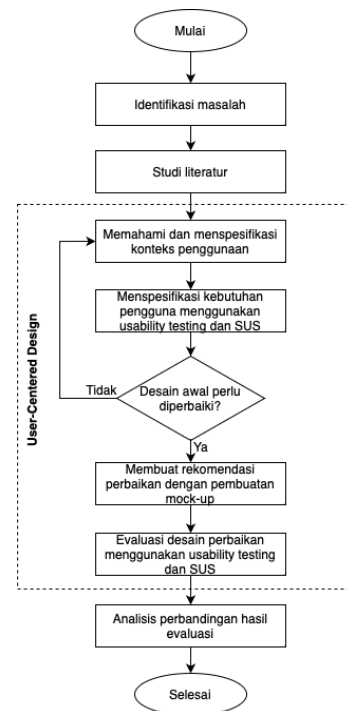 Mulai
Identifikasi masalah
Studi literatur
User-Centered Design
Memahami dan menspesifikasi
konteks penggunaan
Menspesifikasi kebutuhan
pengguna menggunakan
usability testing dan SUS
Tidak
Desain awal perlu
diperbaiki?
Ya
Membuat rekomendasi
perbaikan dengan pembuatan
mock-up
Evaluasi desain perbaikan
menggunakan usability testing
dan SUS
Analisis perbandingan hasil
evaluasi
Selesai